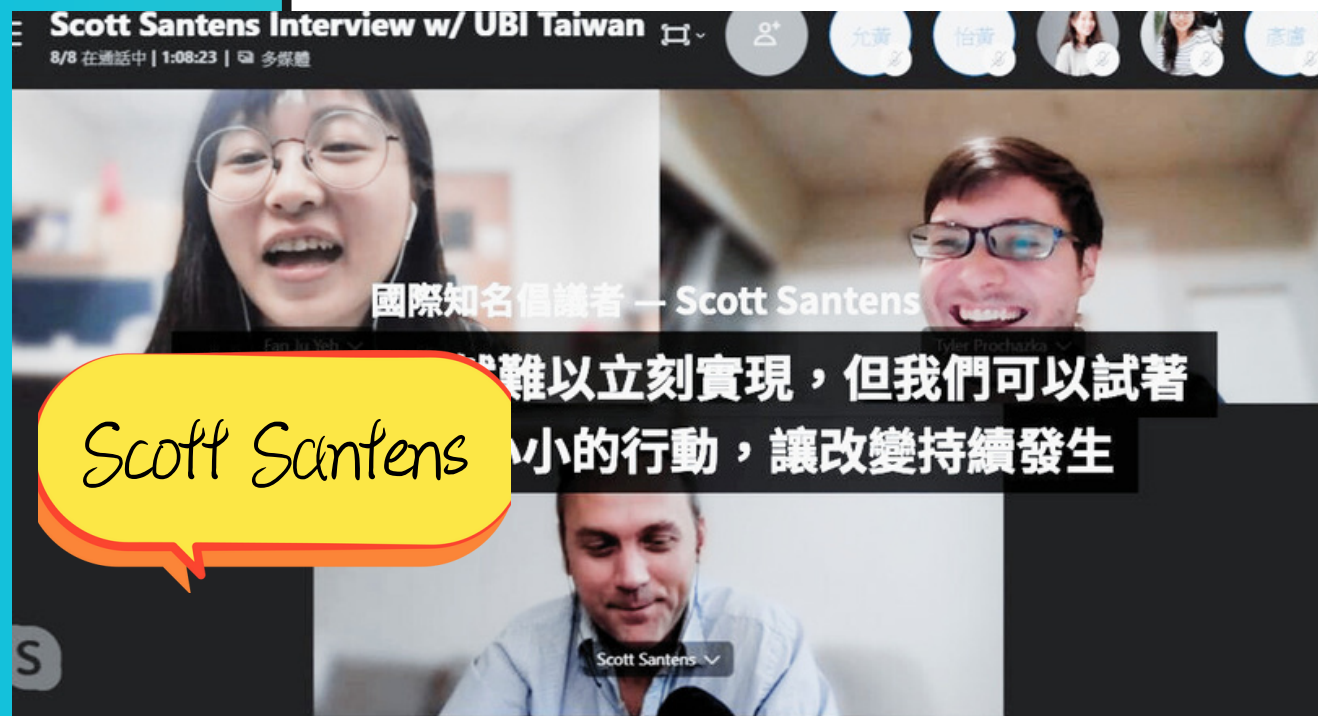 Scott Santens Interview w/ UBI Taiwan
8/8 在通話中 | 1:08:23 | 多媒體
允黃
怡黃
彥盧
國際知名倡議者 — Scott Santens
Fan Ju Yeh
Tyler Prochazka
難以立刻實現，但我們可以試著
小的行動，讓改變持續發生
Scott Santens
Scott Santens
S